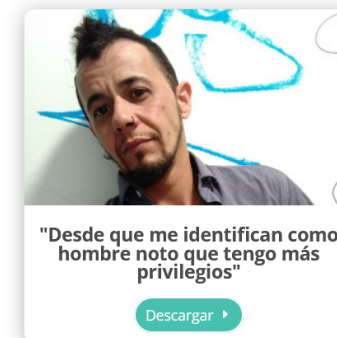 "Desde que me identifican como
hombre noto que tengo más
privilegios"
Descargar